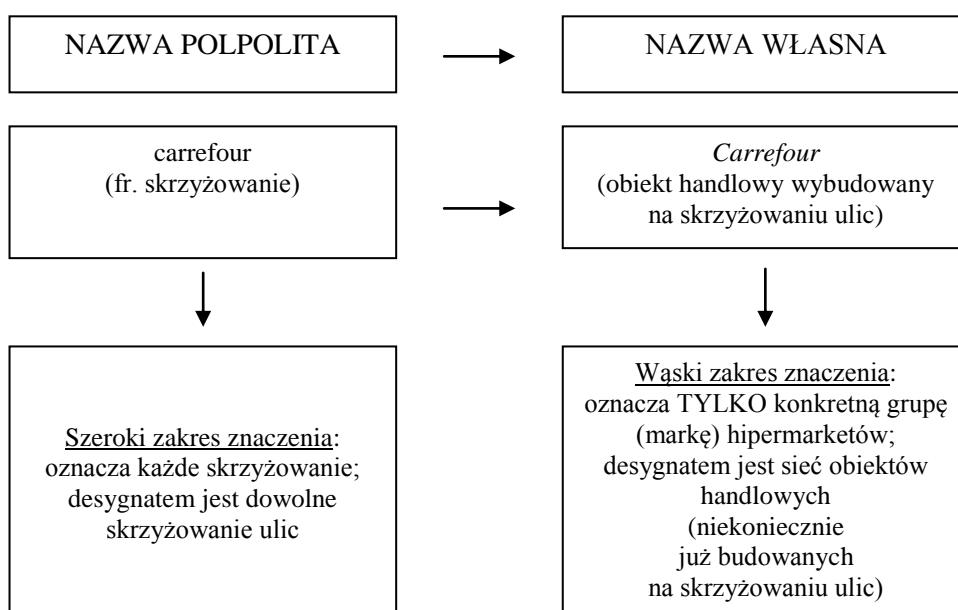 NAZWA POLPOLITA
NAZWA WŁASNA
carrefour
(fr. skrzyżowanie)
Carrefour
(obiekt handlowy wybudowany
na skrzyżowaniu ulic)
Szeroki zakres znaczenia:
oznacza każde skrzyżowanie;
desygnatem jest dowolne
skrzyżowanie ulic
Wąski zakres znaczenia:
oznacza TYLKO konkretną grupę
(markę) hipermarketów;
desygnatem jest sieć obiektów
handlowych
(niekoniecznie
już budowanych
na skrzyżowaniu ulic)